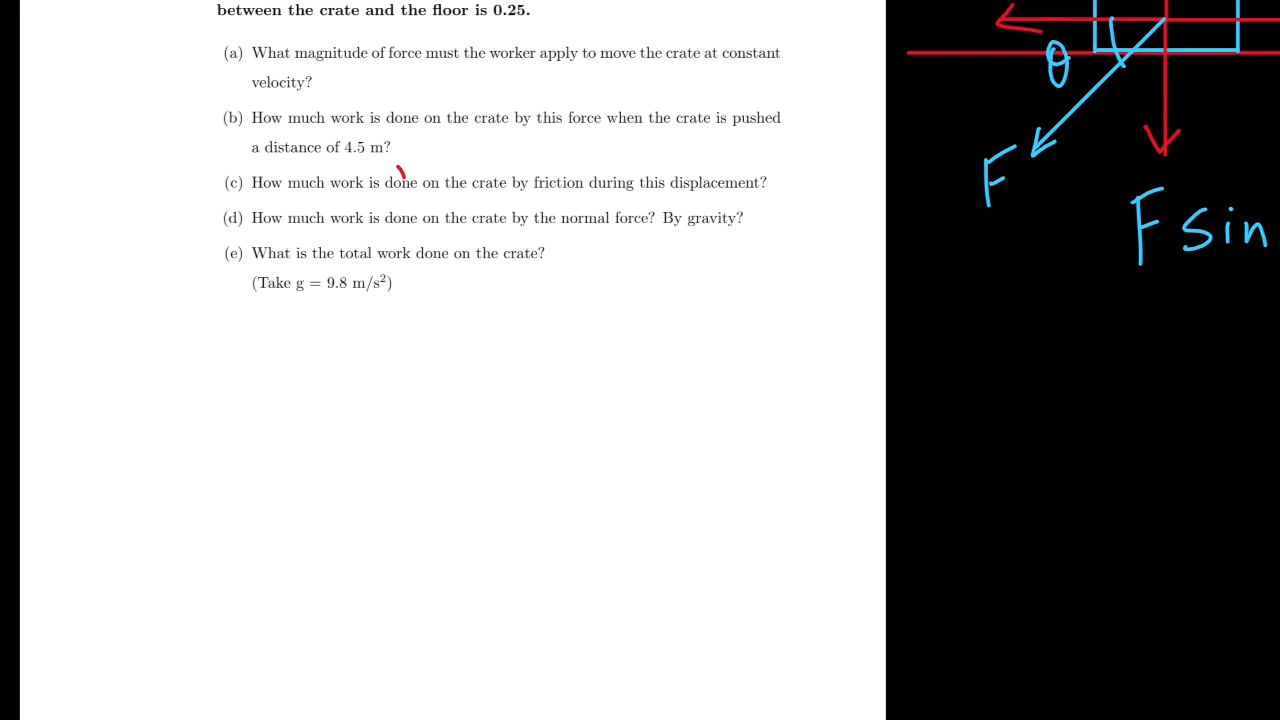 between the crate and the floor is 0.25.
(a) What magnitude of force must the worker apply to move the crate at constant
velocity?
(b) How much work is done on the crate by this force when the crate is pushed
a distance of 4.5 m?
(c) How much work is done on the crate by friction during this displacement?
(d) How much work is done on the crate by the normal force? By gravity?
(e) What is the total work done on the crate?
(Take g = 9.8 m/s²)
θ
F
F sin